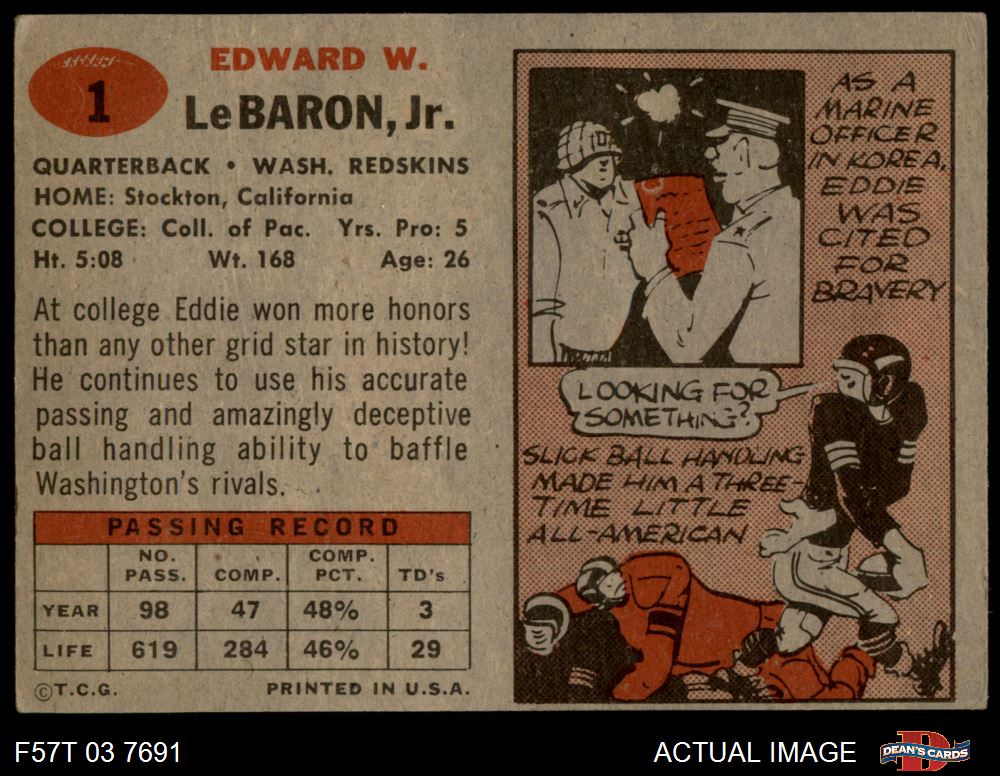 1
EDWARD W.
LeBARON, Jr.
QUARTERBACK • WASH. REDSKINS
HOME: Stockton, California
COLLEGE: Coll. of Pac. Yrs. Pro: 5
Ht. 5:08 Wt. 168 Age: 26
At college Eddie won more honors
than any other grid star in history!
He continues to use his accurate
passing and amazingly deceptive
ball handling ability to baffle
Washington's rivals.
PASSING RECORD
NO. PASS. COMP. COMP. PCT. TD's
YEAR 98 47 48% 3
LIFE 619 284 46% 29
©T.C.G. PRINTED IN U.S.A.
AS A
MARINE
OFFICER
IN KOREA,
EDDIE
WAS
CITED
FOR
BRAVERY
LOOKING FOR
SOMETHING?
SLICK BALL HANDLING
MADE HIM A THREE-
TIME LITTLE
ALL-AMERICAN
F57T 03 7691
ACTUAL IMAGE
D
DEAN'S CARDS